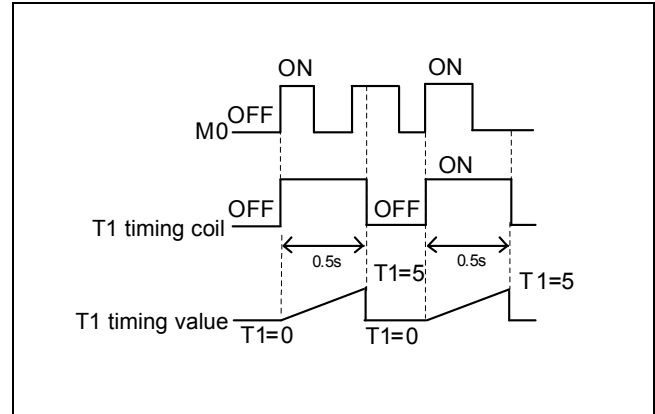 ON
ON
OFF
M0
ON
OFF
OFF
T1 timing coil
0.5s
0.5s
T1=5
T1=5
T1 timing value
T1=0
T1=0